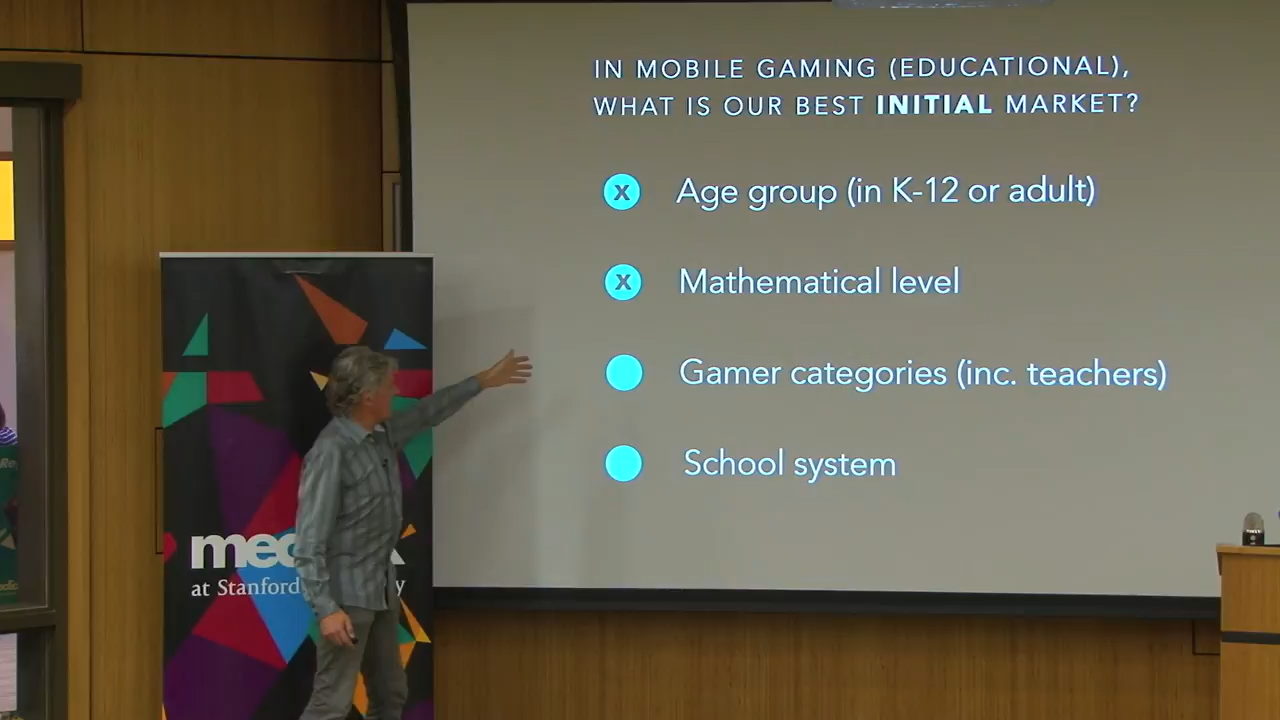 IN MOBILE GAMING (EDUCATIONAL),
WHAT IS OUR BEST INITIAL MARKET?
X Age group (in K-12 or adult)
X Mathematical level
Gamer categories (inc. teachers)
School system
at Stanford